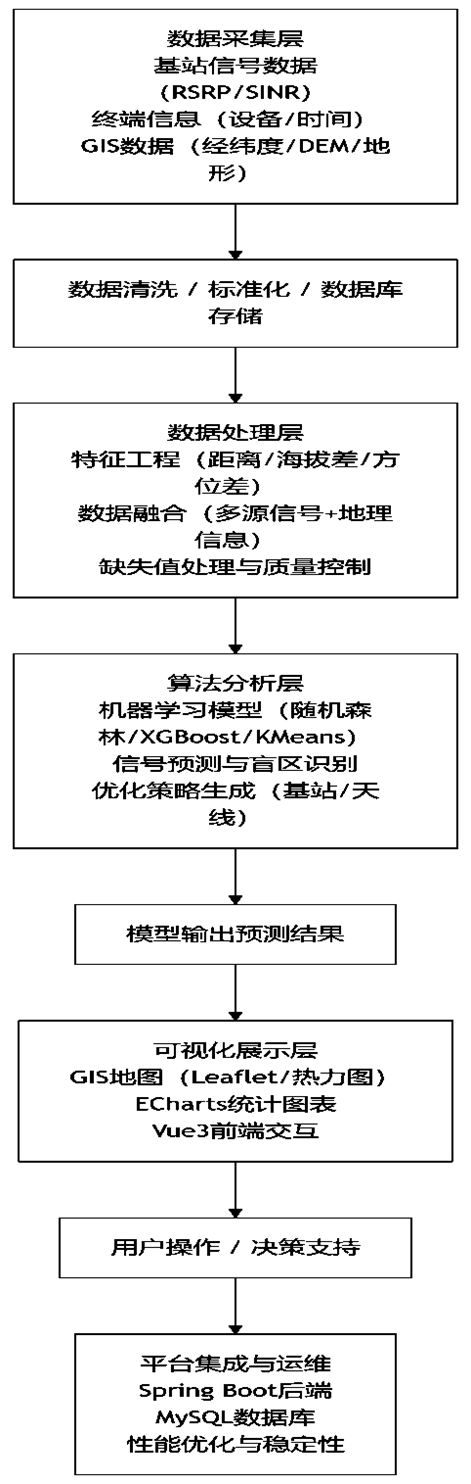 数据采集层
基站信号数据
(RSRP/SINR)
终端信息（设备/时间）
GIS数据（经纬度/DEM/地
形）
数据清洗 / 标准化 / 数据库
存储
数据处理层
特征工程（距离/海拔差/方
位差）
数据融合（多源信号+地理
信息）
缺失值处理与质量控制
算法分析层
机器学习模型（随机森
林/XGBoost/KMeans)
信号预测与盲区识别
优化策略生成（基站/天
线）
模型输出预测结果
可视化展示层
GIS地图（Leaflet/热力图）
ECharts统计图表
Vue3前端交互
用户操作 / 决策支持
平台集成与运维
Spring Boot后端
MySQL数据库
性能优化与稳定性